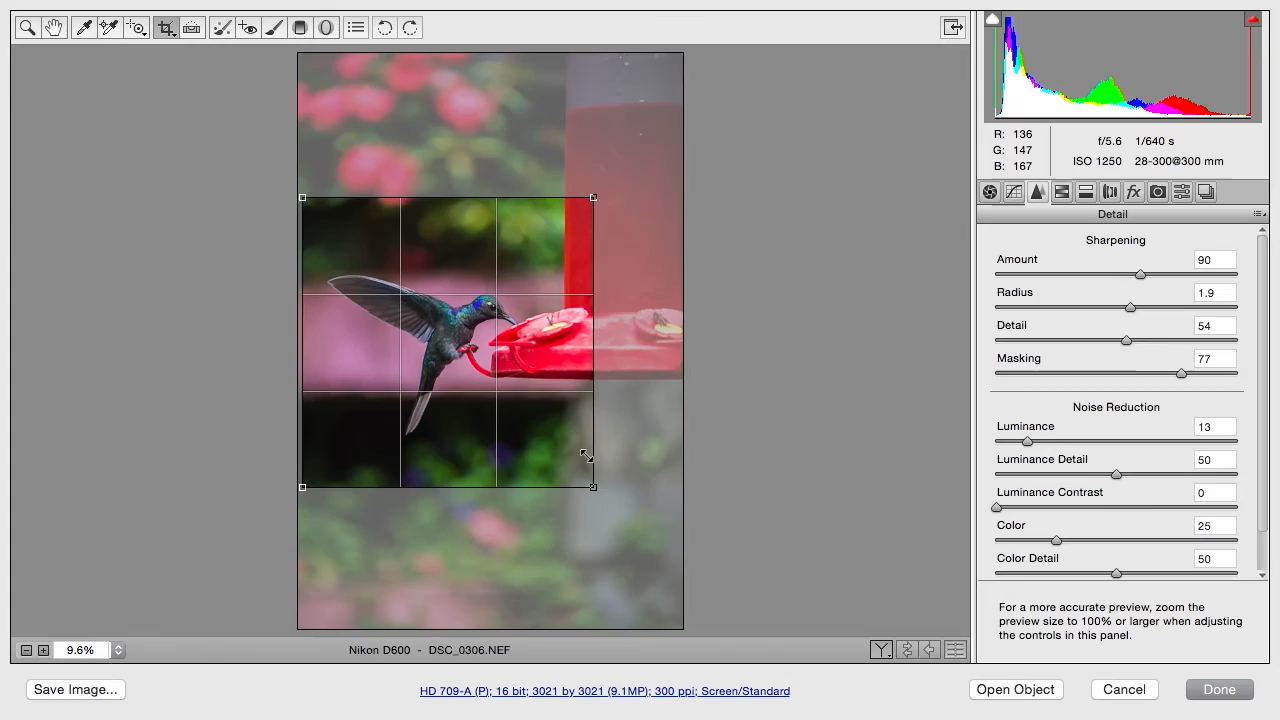 R: 136
G: 147
B: 167
f/5.6 1/640 s
ISO 1250 28-300@300 mm
fx
Detail
Sharpening
Amount 90
Radius 1.9
Detail 54
Masking 77
Noise Reduction
Luminance 13
Luminance Detail 50
Luminance Contrast 0
Color 25
Color Detail 50
For a more accurate preview, zoom the
preview size to 100% or larger when adjusting
the controls in this panel.
9.6%
Nikon D600 - DSC_0306.NEF
Y
Save Image...
HD 709-A (P); 16 bit; 3021 by 3021 (9.1MP); 300 ppi; Screen/Standard
Open Object
Cancel
Done